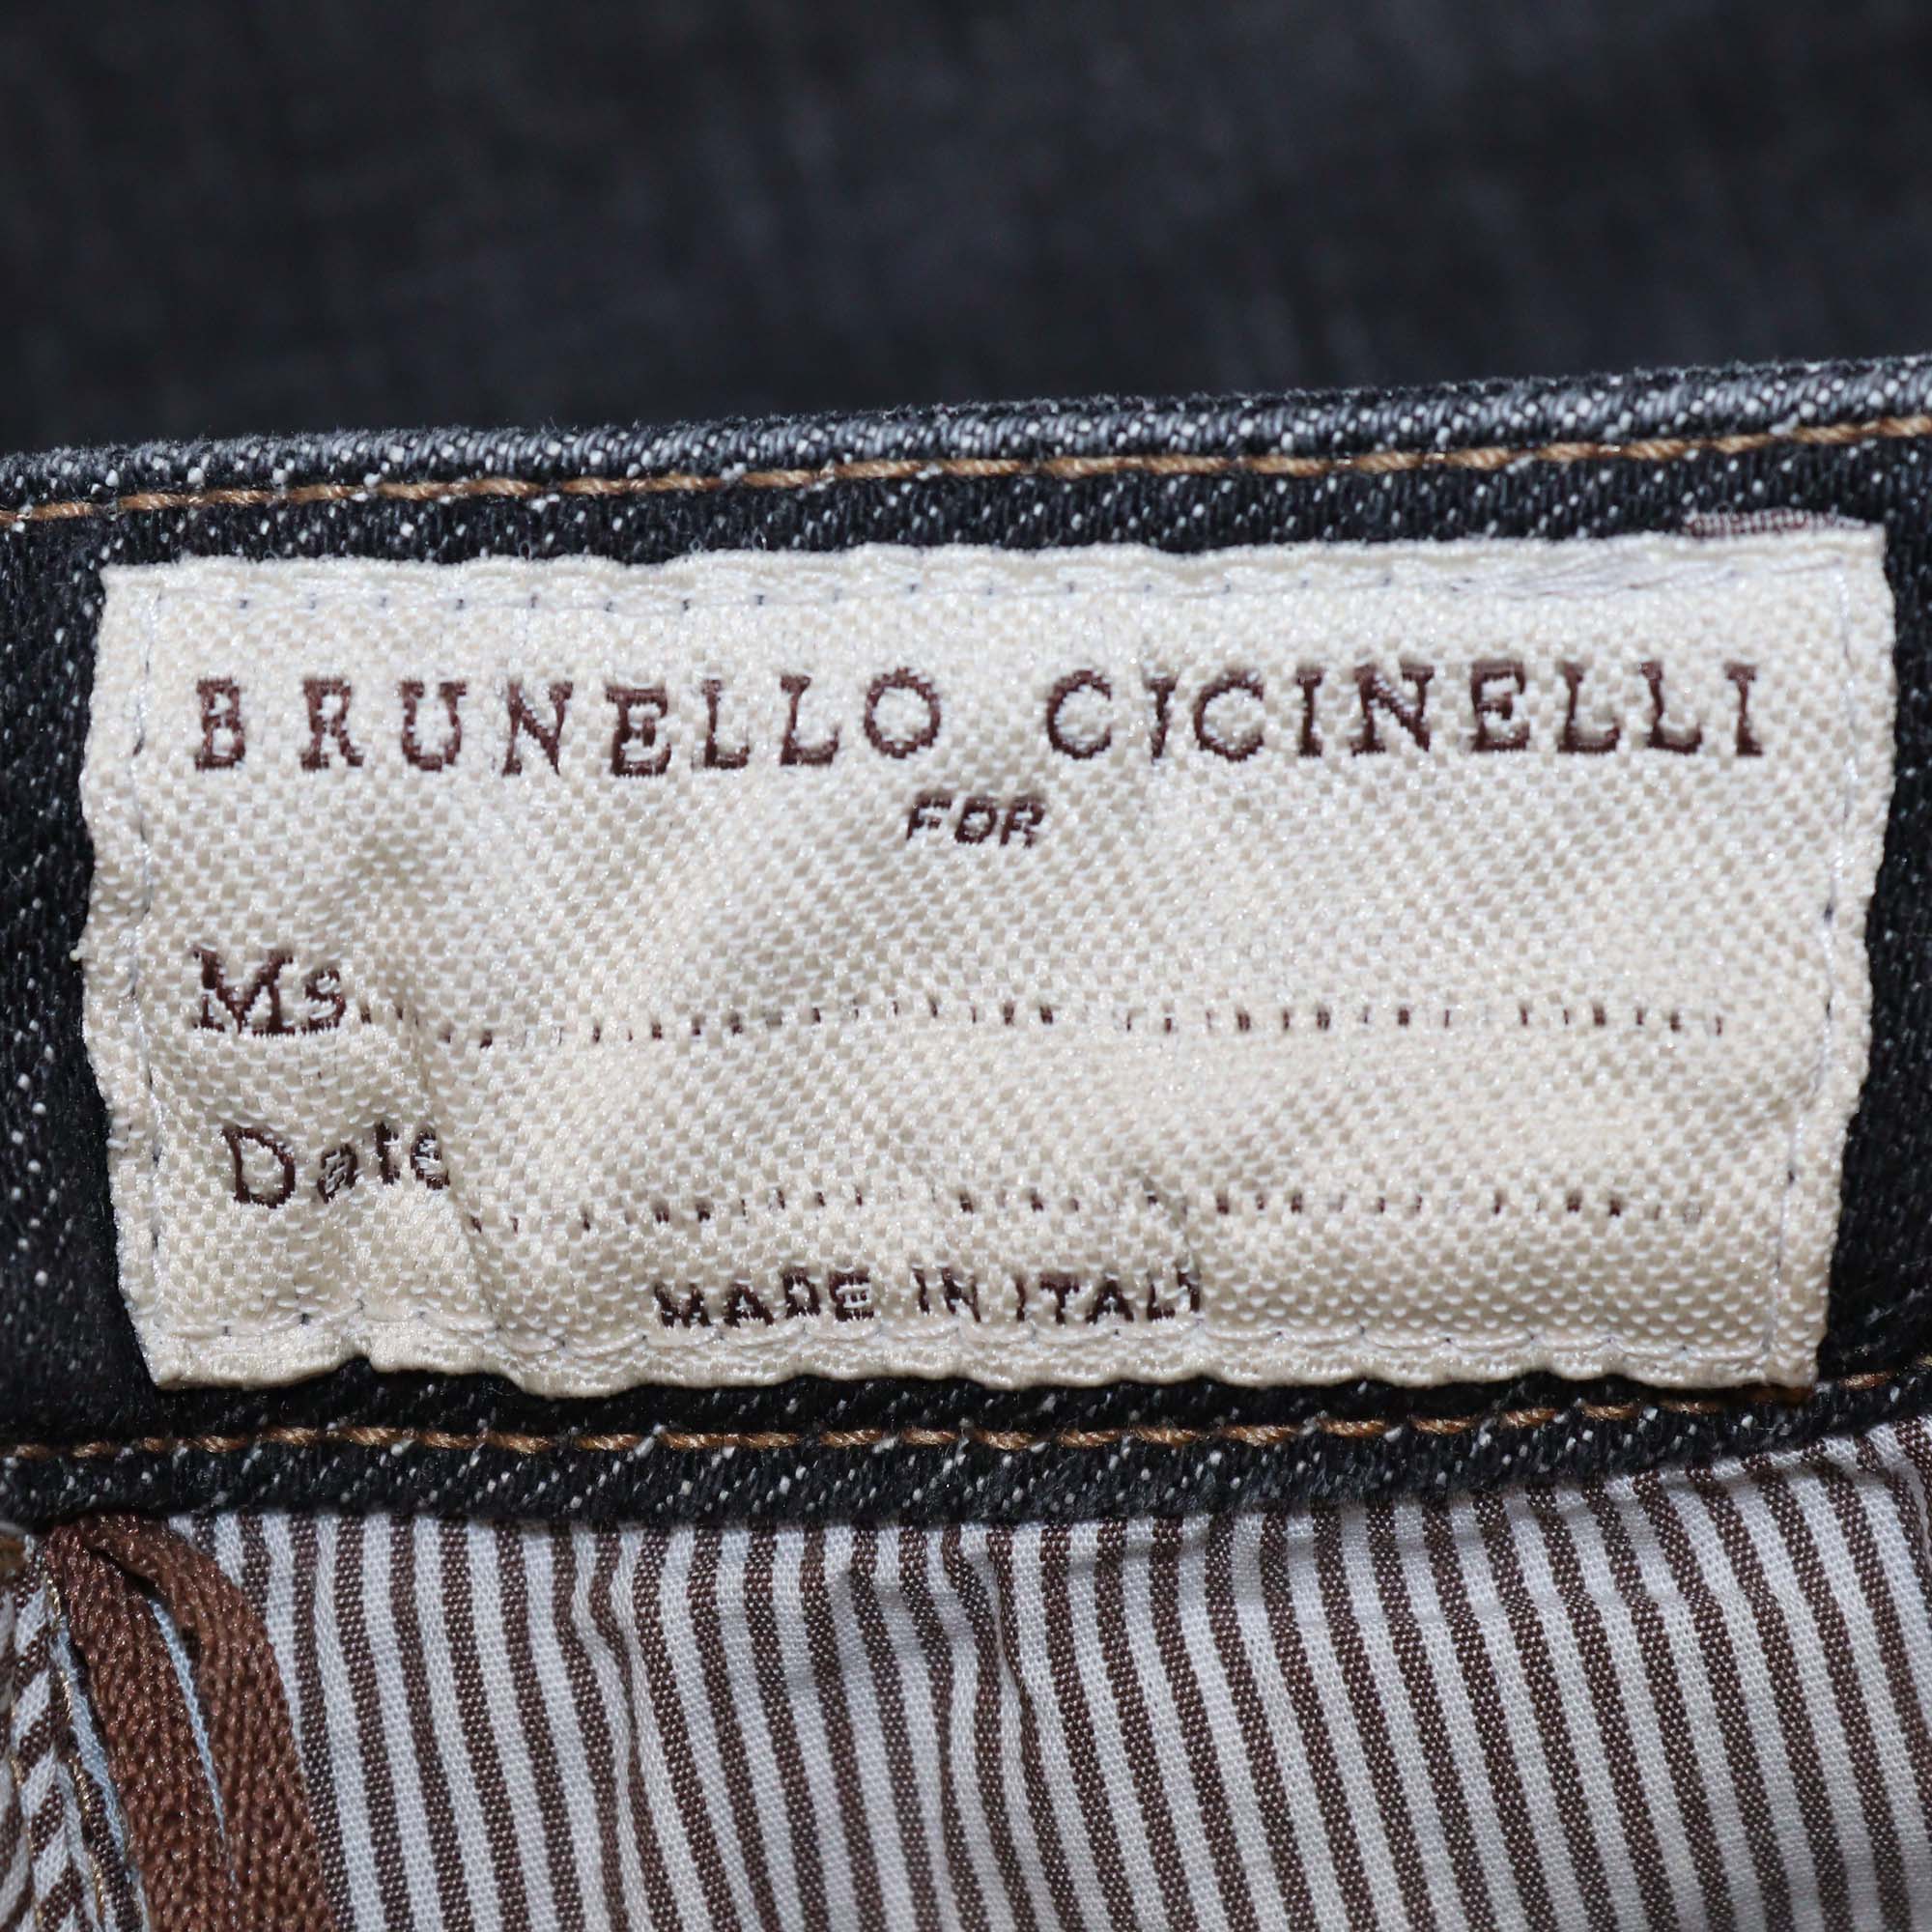 BRUNELLO CICINELLI
FOR
Ms.............................
Date.............................
MADE IN ITALY